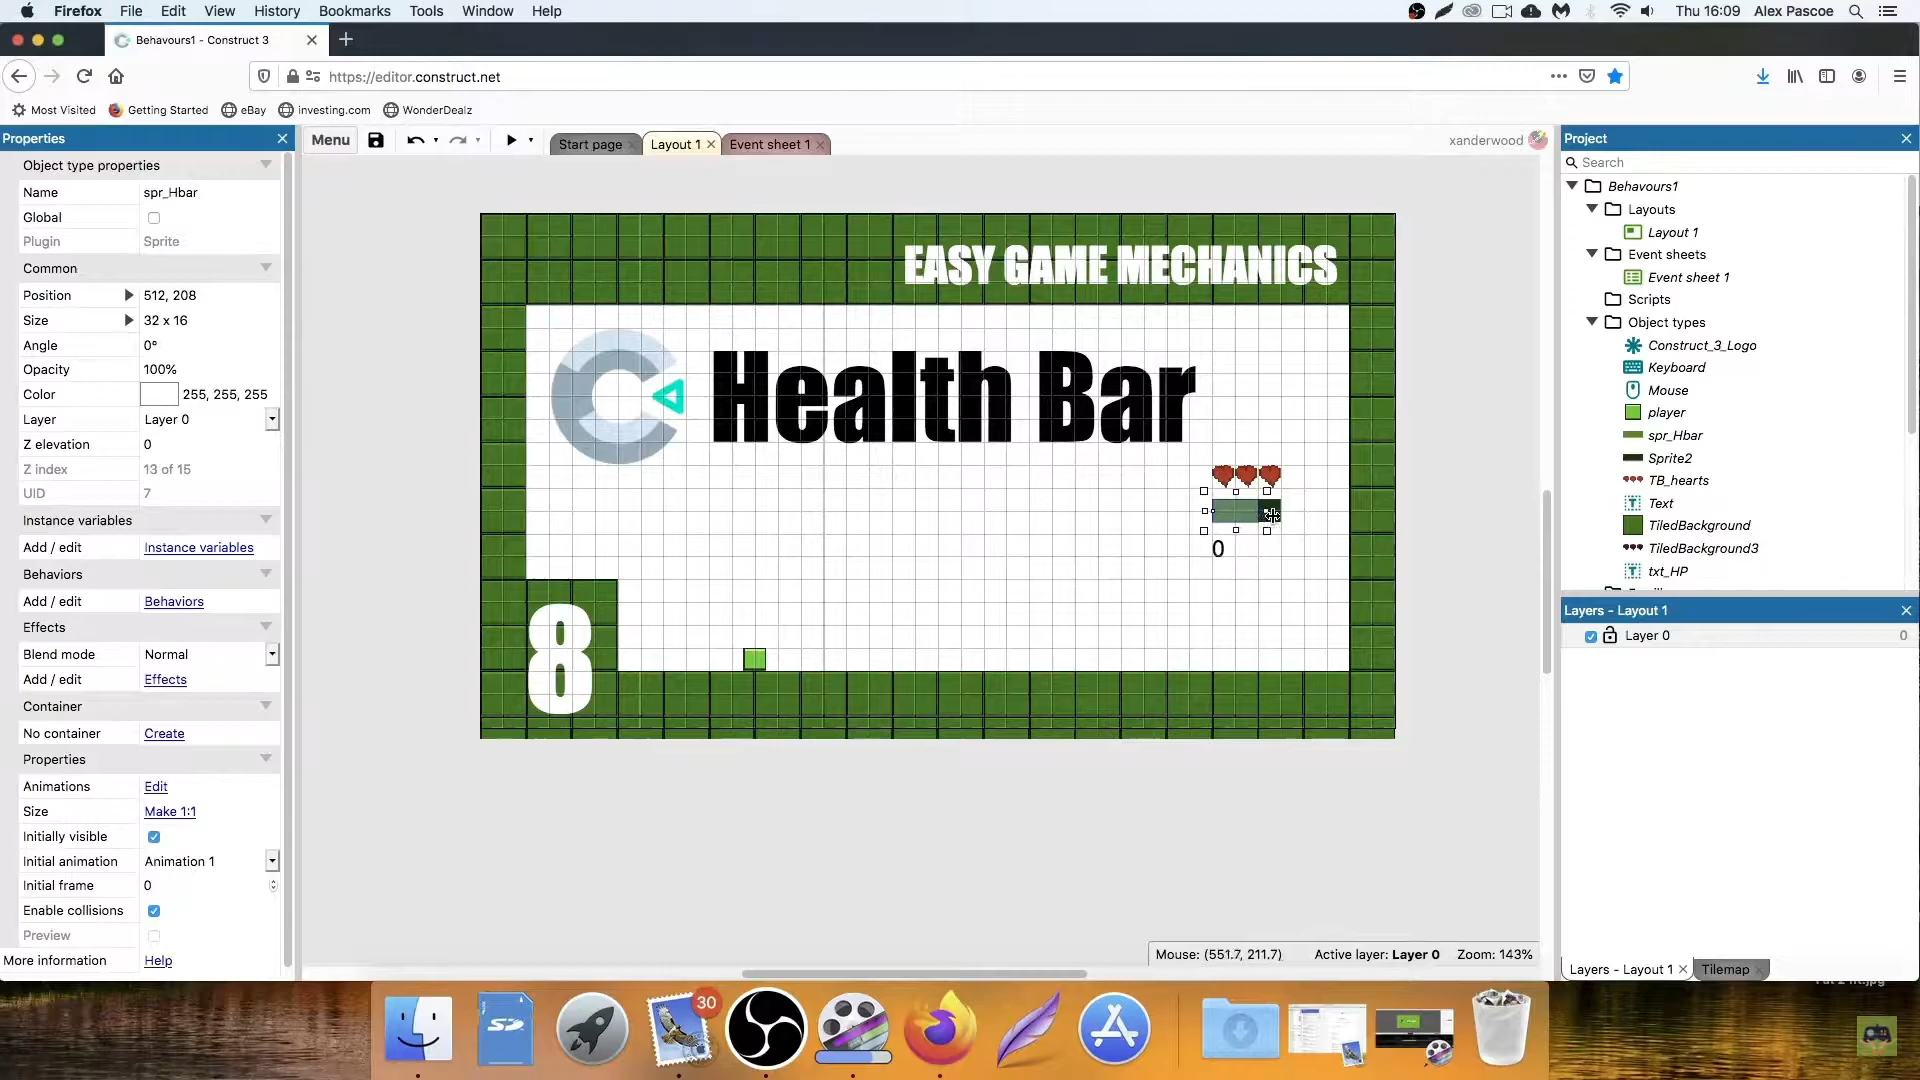 Firefox File Edit View History Bookmarks Tools Window Help Thu 16:09 Alex Pascoe
Behavours1 - Construct 3
https://editor.construct.net
Most Visited Getting Started eBay investing.com WonderDealz
Properties
Object type properties
Name spr_Hbar
Global
Plugin Sprite
Common
Position 512, 208
Size 32 x 16
Angle 0°
Opacity 100%
Color 255, 255, 255
Layer Layer 0
Z elevation 0
Z index 13 of 15
UID 7
Instance variables
Add / edit Instance variables
Behaviors
Add / edit Behaviors
Effects
Blend mode Normal
Add / edit Effects
Container
No container Create
Properties
Animations Edit
Size Make 1:1
Initially visible
Initial animation Animation 1
Initial frame 0
Enable collisions
Preview
More information Help
Menu Start page Layout 1 Event sheet 1 xanderwood
EASY GAME MECHANICS
Health Bar
0
8
Mouse: (551.7, 211.7) Active layer: Layer 0 Zoom: 143%
Project
Search
Behavours1
Layouts
Layout 1
Event sheets
Event sheet 1
Scripts
Object types
Construct_3_Logo
Keyboard
Mouse
player
spr_Hbar
Sprite2
TB_hearts
Text
TiledBackground
TiledBackground3
txt_HP
Layers - Layout 1
Layer 0 0
Layers - Layout 1 Tilemap
SD
30